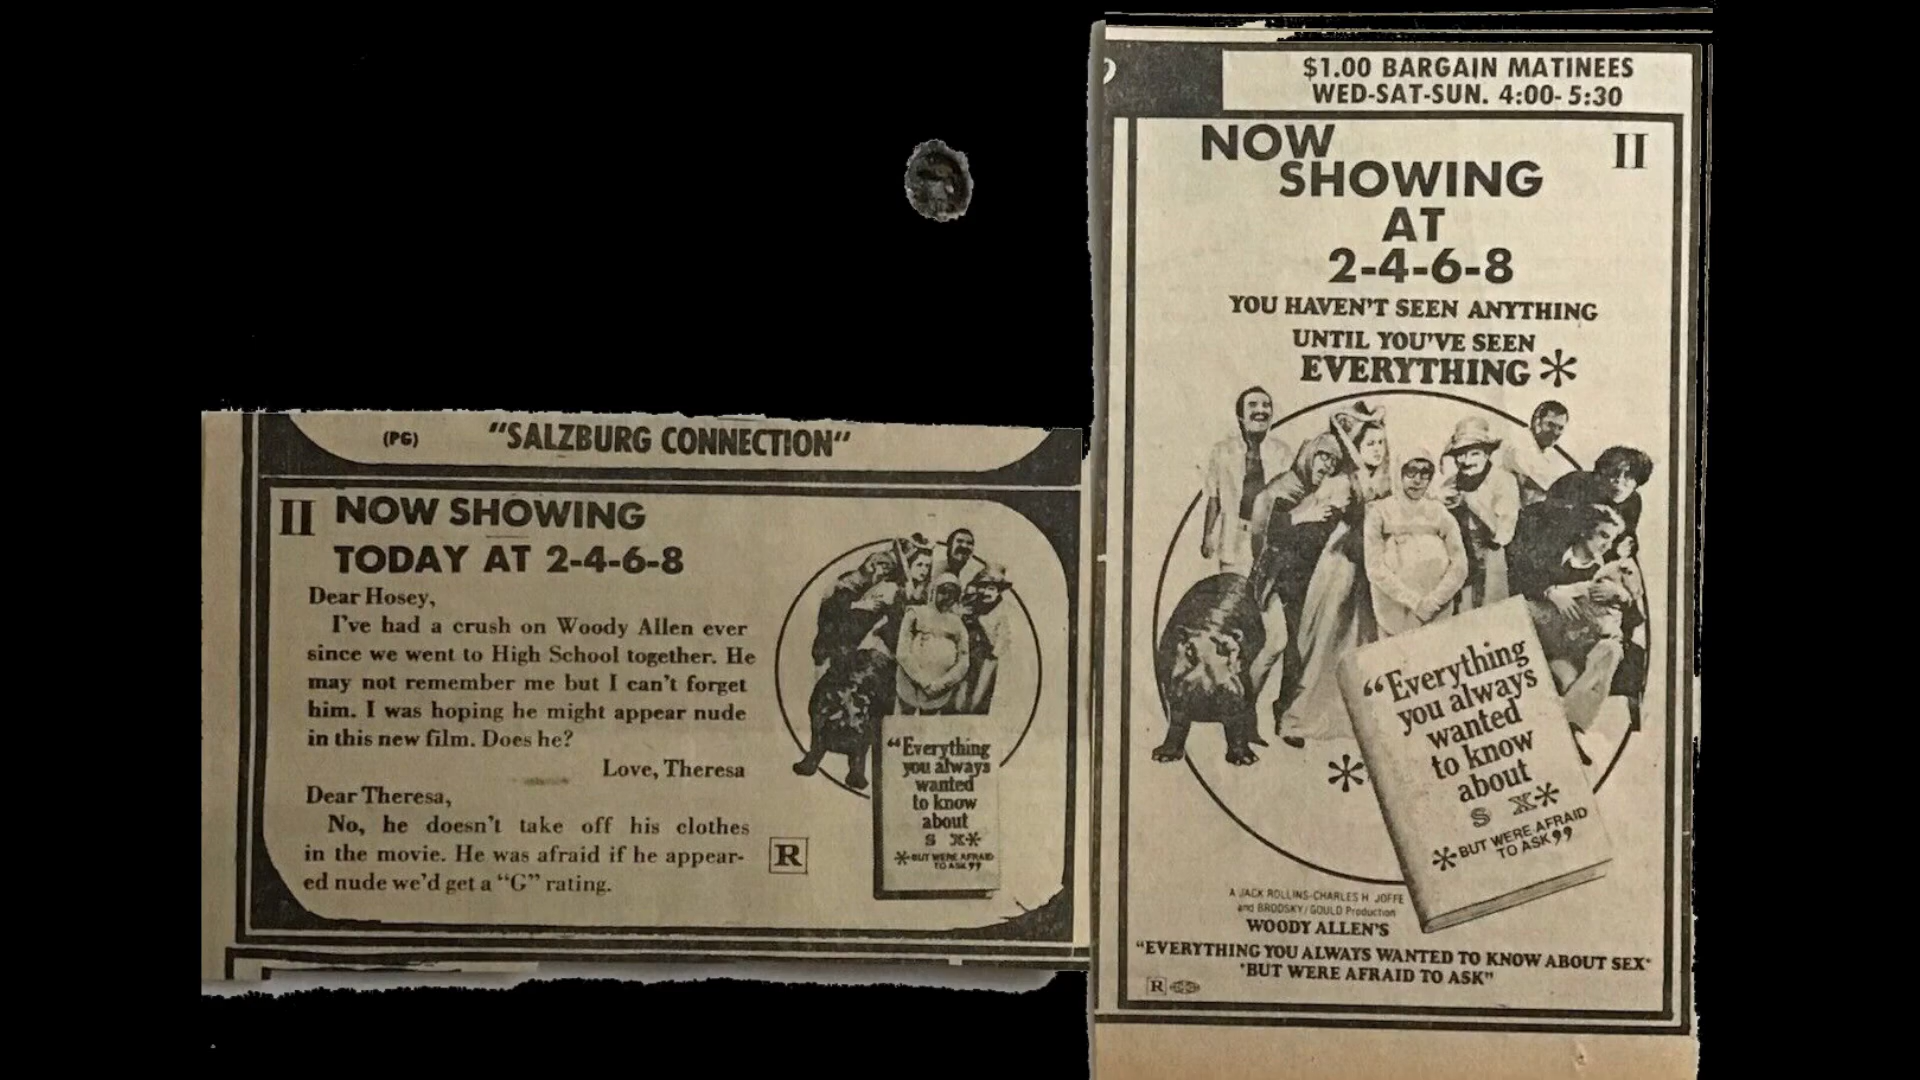 (PG) "SALZBURG CONNECTION"
II NOW SHOWING
TODAY AT 2-4-6-8
Dear Hosey,
I've had a crush on Woody Allen ever
since we went to High School together. He
may not remember me but I can't forget
him. I was hoping he might appear nude
in this new film. Does he?
Love, Theresa
Dear Theresa,
No, he doesn't take off his clothes
in the movie. He was afraid if he appear-
ed nude we'd get a "G" rating.
R
"Everything
you always
wanted
to know
about
S X*
*BUT WERE AFRAID
TO ASK"
$1.00 BARGAIN MATINEES
WED-SAT-SUN. 4:00-5:30
NOW
SHOWING
II
AT
2-4-6-8
YOU HAVEN'T SEEN ANYTHING
UNTIL YOU'VE SEEN
EVERYTHING *
"Everything
you always
wanted
to know
about
S X*
*BUT WERE AFRAID
TO ASK"
*
A JACK ROLLINS-CHARLES H. JOFFE
and BRODSKY/GOULD Production
WOODY ALLEN'S
"EVERYTHING YOU ALWAYS WANTED TO KNOW ABOUT SEX*
*BUT WERE AFRAID TO ASK"
R